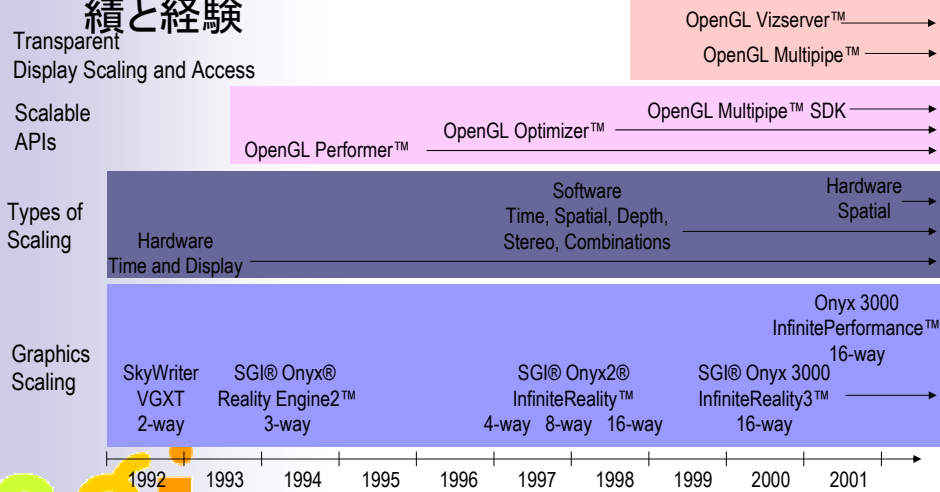 績と経験
Transparent
Display Scaling and Access
OpenGL Vizserver™
OpenGL Multipipe™
Scalable
APIs
OpenGL Multipipe™ SDK
OpenGL Optimizer™
OpenGL Performer™
Types of
Scaling
Hardware
Time and Display
Software
Time, Spatial, Depth,
Stereo, Combinations
Hardware
Spatial
Graphics
Scaling
SkyWriter
VGXT
2-way
SGI® Onyx®
Reality Engine2™
3-way
SGI® Onyx2®
InfiniteReality™
4-way 8-way 16-way
SGI® Onyx 3000
InfiniteReality3™
16-way
Onyx 3000
InfinitePerformance™
16-way
1992 1993 1994 1995 1996 1997 1998 1999 2000 2001